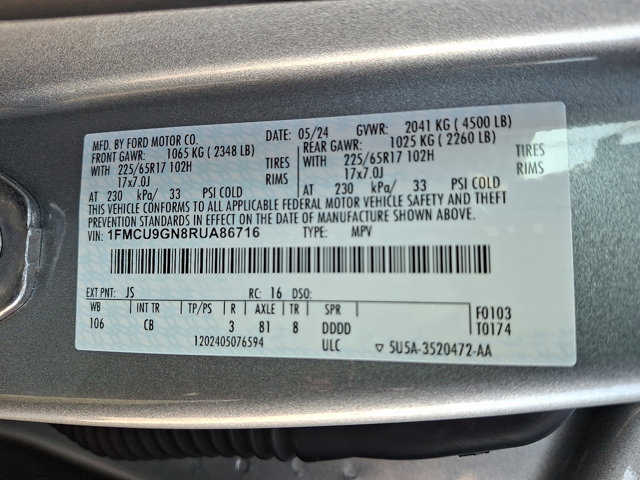 MFD. BY FORD MOTOR CO. 05/24 GVWR: 2041 KG ( 4500 LB)
FRONT GAWR: 1065 KG ( 2348 LB) REAR GAWR: 1025 KG ( 2260 LB)
WITH 225/65R17 102H TIRES WITH 225/65R17 102H TIRES
17x7.0J RIMS 17x7.0J RIMS
AT 230 kPa/ 33 PSI COLD AT 230 kPa/ 33 PSI COLD
THIS VEHICLE CONFORMS TO ALL APPLICABLE FEDERAL MOTOR VEHICLE SAFETY AND THEFT
PREVENTION STANDARDS IN EFFECT ON THE DATE OF MANUFACTURE SHOWN ABOVE.
VIN: 1FMCU9GN8RUA86716 TYPE: MPV
EXT PNT: JS RC: 16 DSO:
WB INT TR TP/PS R AXLE TR SPR F0103
106 CB 3 81 8 DDDD T0174
1202405076594 ULC ▽ 5U5A-3520472-AA